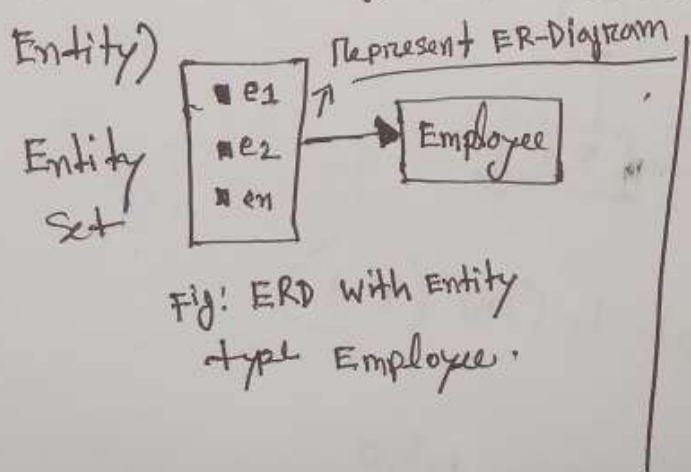 Entity)
Represent ER-Diagram
e1
Employee
Entity
e2
Set
en
Fig: ERD with Entity
type Employee.